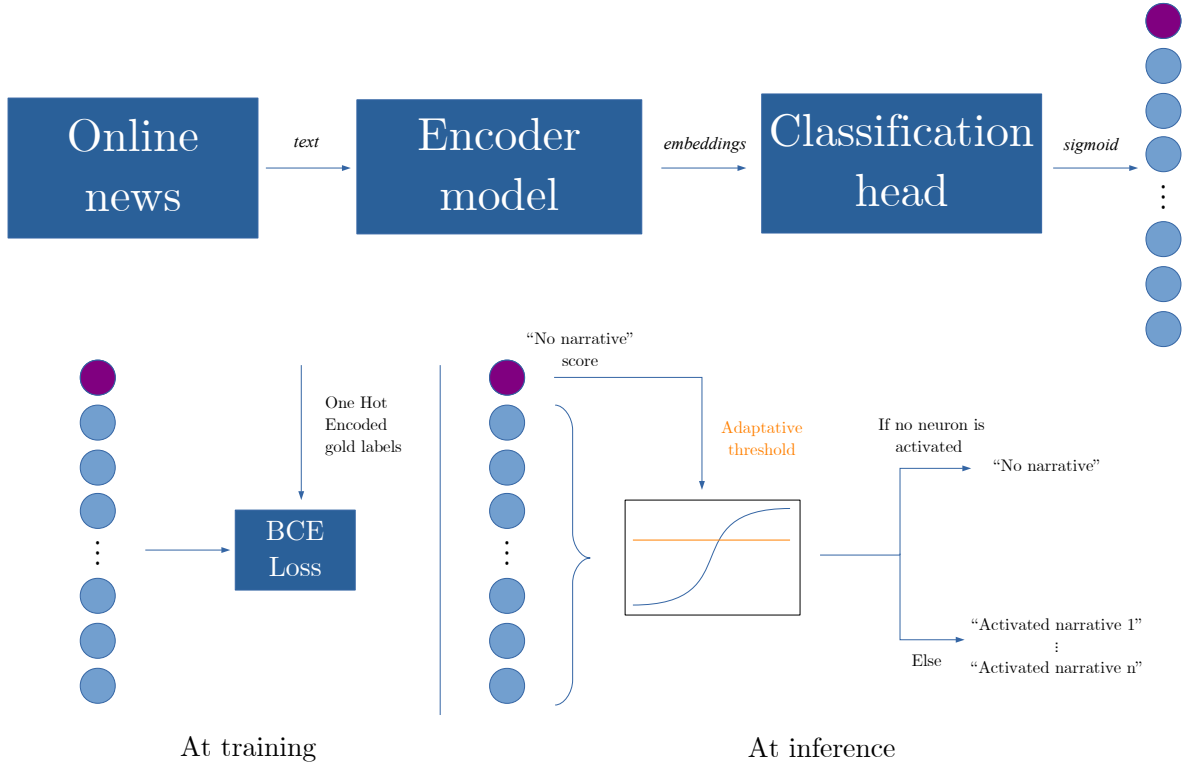 Online
news
text
Encoder
model
embeddings
Classification
head
sigmoid
One Hot
Encoded
gold labels
BCE
Loss
At training
“No narrative”
score
Adaptative
threshold
If no neuron is
activated
“No narrative”
Else
“Activated narrative 1”
⋮
“Activated narrative n”
At inference